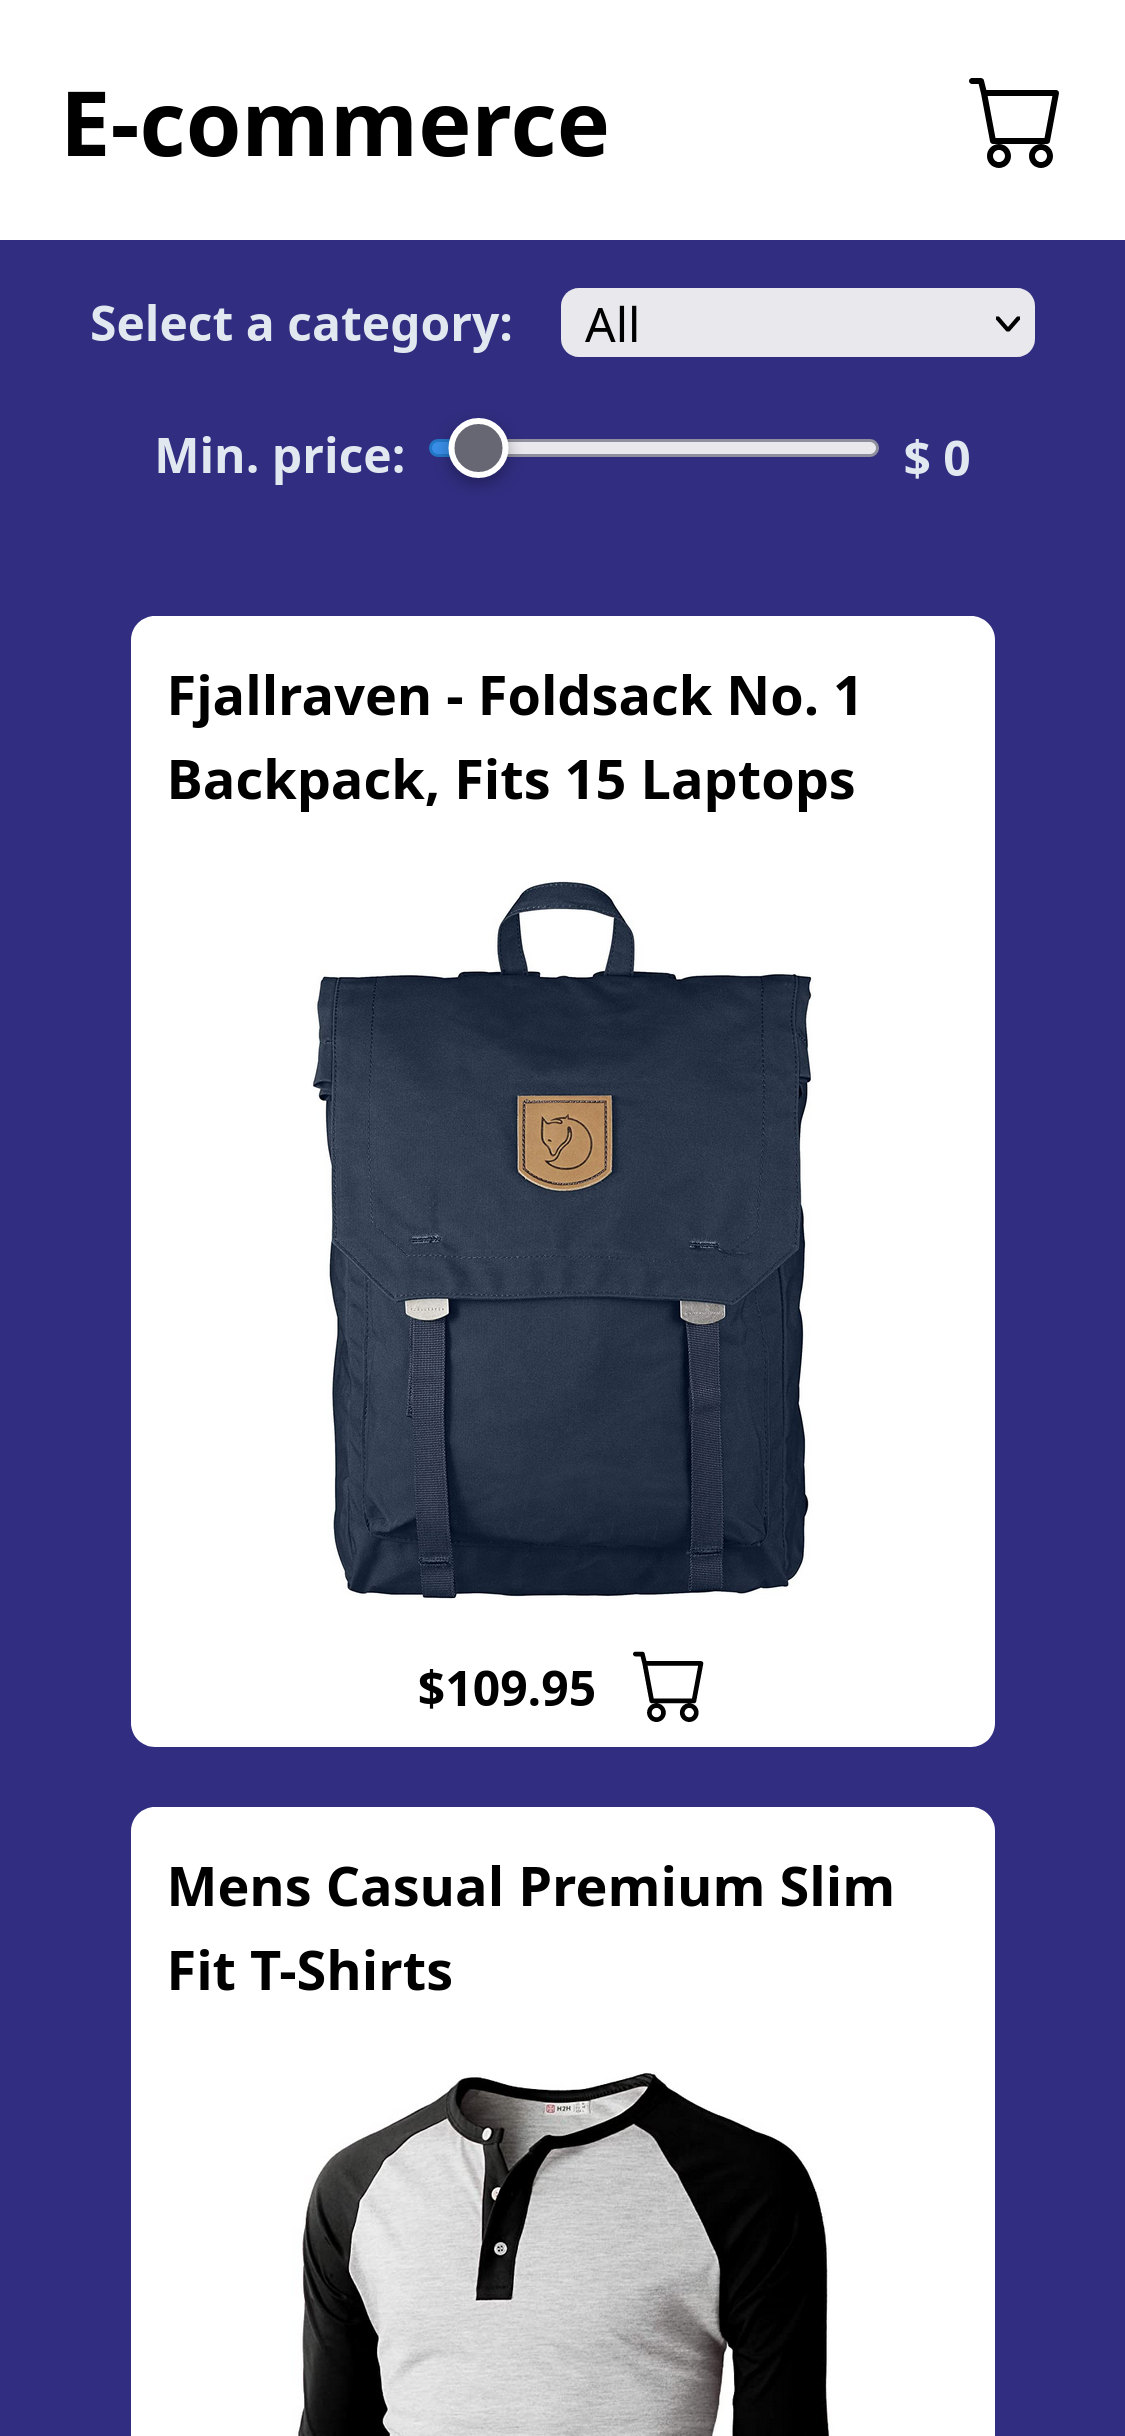 E-commerce
Select a category: All
Min. price: $ 0
Fjallraven - Foldsack No. 1
Backpack, Fits 15 Laptops
$109.95
Mens Casual Premium Slim
Fit T-Shirts
H2H